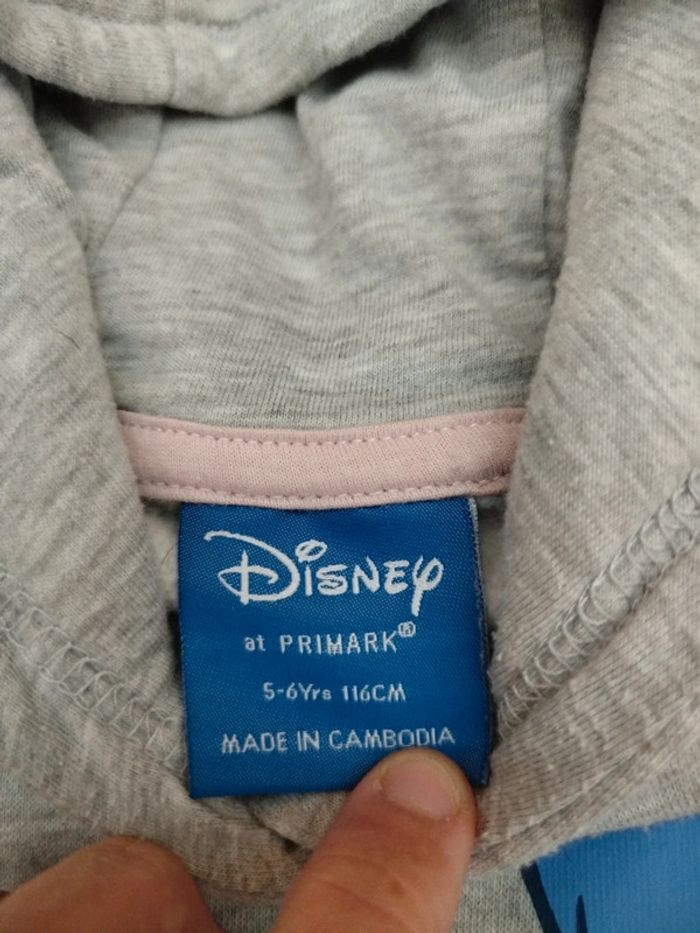 Disney
at PRIMARK®
5-6Yrs 116CM
MADE IN CAMBODIA